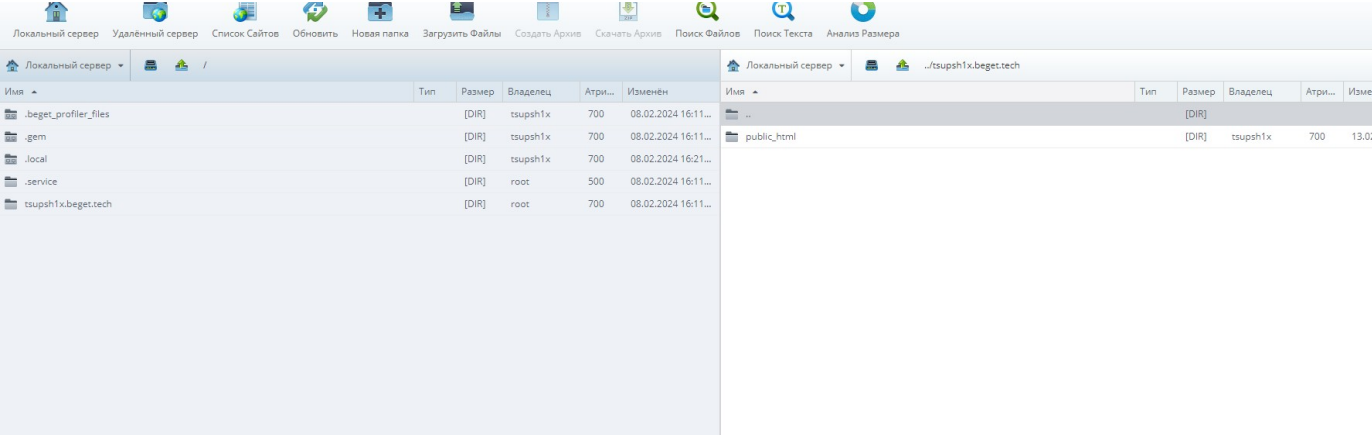 Локальный сервер Удалённый сервер Список Сайтов Обновить Новая папка Загрузить Файлы Создать Архив Скачать Архив Поиск Файлов Поиск Текста Анализ Размера
Локальный сервер /
Имя Тип Размер Владелец Атри... Изменён
.beget_profiler_files [DIR] tsupsh1x 700 08.02.2024 16:11...
.gem [DIR] tsupsh1x 700 08.02.2024 16:11...
.local [DIR] tsupsh1x 700 08.02.2024 16:21...
.service [DIR] root 500 08.02.2024 16:11...
tsupsh1x.beget.tech [DIR] root 700 08.02.2024 16:11...
Локальный сервер ../tsupsh1x.beget.tech
Имя Тип Размер Владелец Атри... Изме
.. [DIR]
public_html [DIR] tsupsh1x 700 13.02